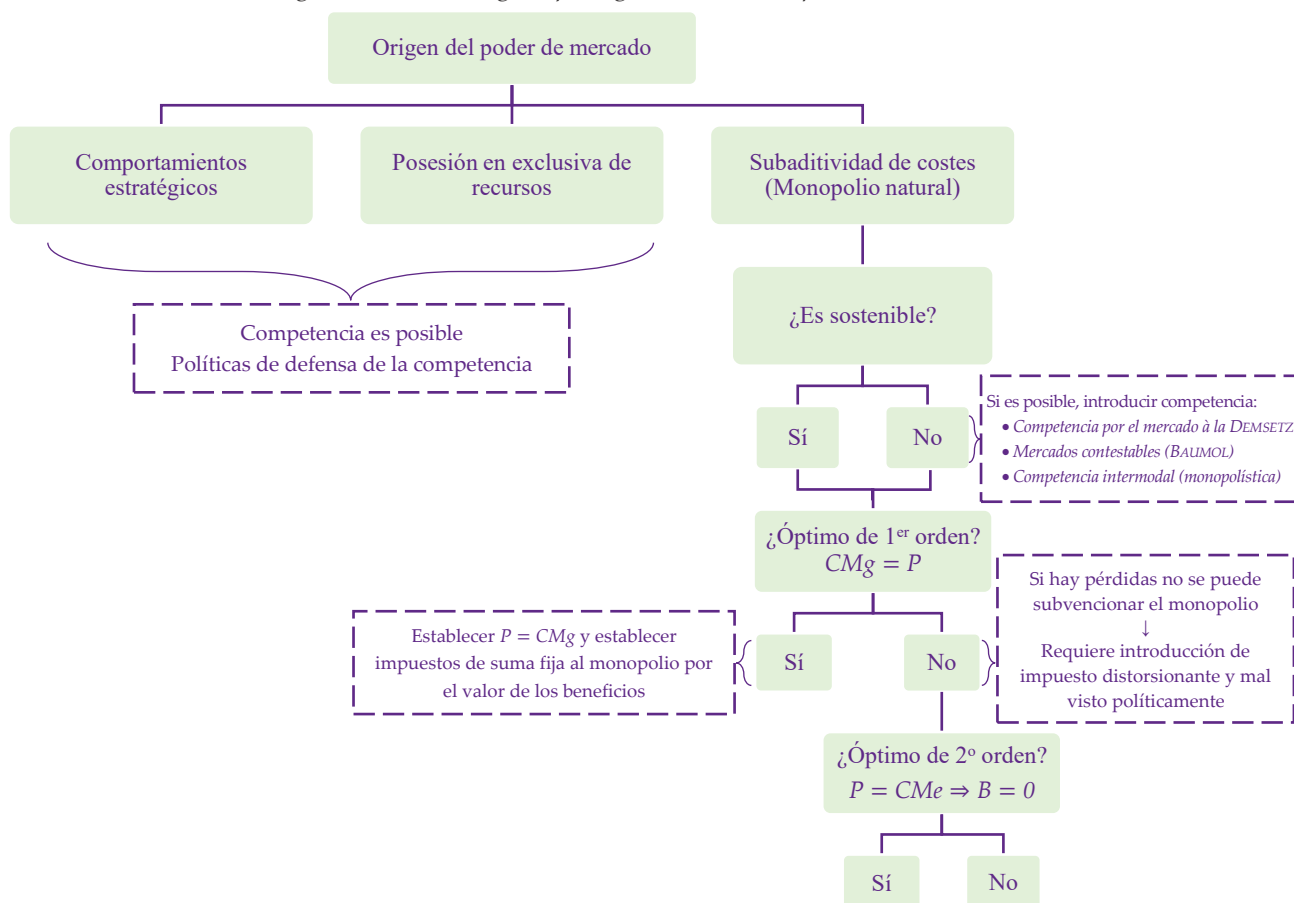 Origen del poder de mercado
Comportamientos
estratégicos
Posesión en exclusiva de
recursos
Subaditividad de costes
(Monopolio natural)
Competencia es posible
Políticas de defensa de la competencia
¿Es sostenible?
Sí
No
Si es posible, introducir competencia:
• Competencia por el mercado à la DEMSETZ
• Mercados contestables (BAUMOL)
• Competencia intermodal (monopolística)
¿Óptimo de 1er orden?
CMg = P
Establecer P = CMg y establecer
impuestos de suma fija al monopolio por
el valor de los beneficios
Sí
No
Si hay pérdidas no se puede
subvencionar el monopolio
↓
Requiere introducción de
impuesto distorsionante y mal
visto políticamente
¿Óptimo de 2º orden?
P = CMe ⇒ B = 0
Sí
No